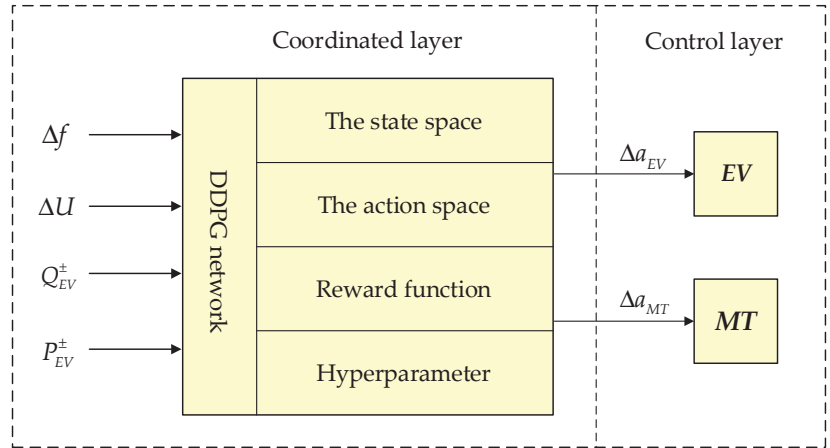 Coordinated layer
Control layer
Δf
ΔU
Q±EV
P±EV
DDPG network
The state space
The action space
Reward function
Hyperparameter
ΔaEV
ΔaMT
EV
MT